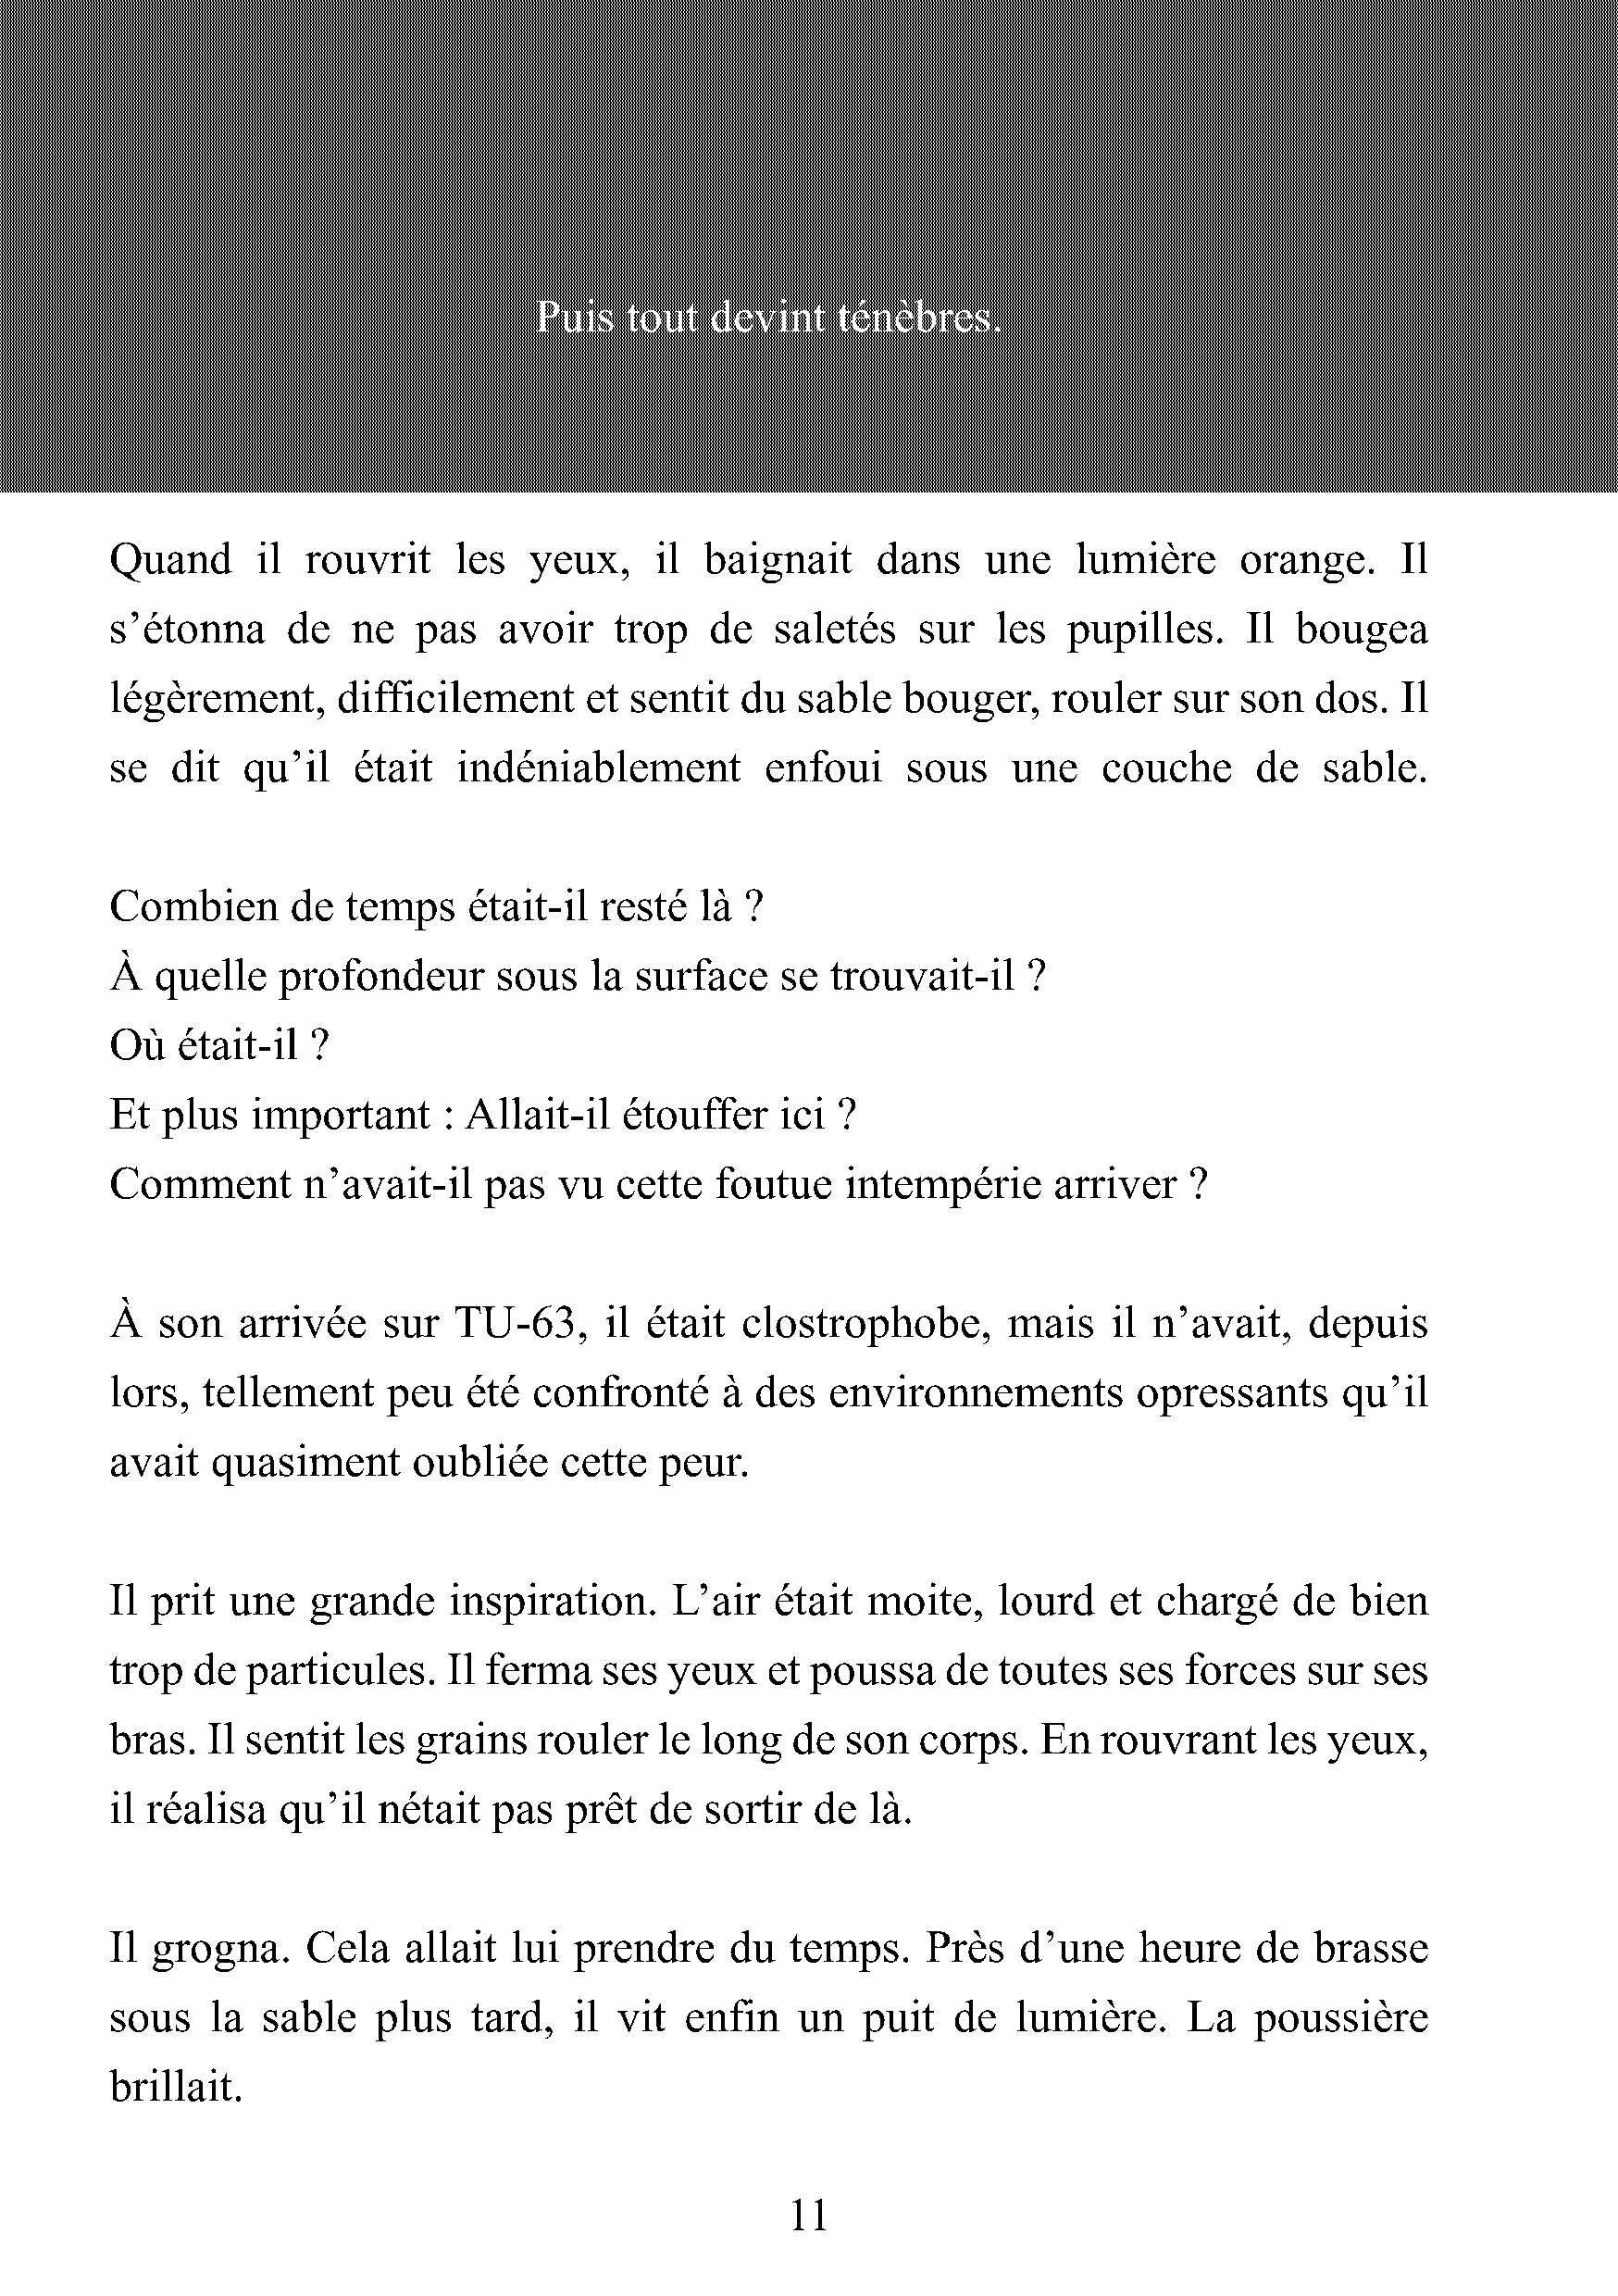 Puis tout devint ténèbres.
Quand il rouvrit les yeux, il baignait dans une lumière orange. Il
s’étonna de ne pas avoir trop de saletés sur les pupilles. Il bougea
légèrement, difficilement et sentit du sable bouger, rouler sur son dos. Il
se dit qu’il était indéniablement enfoui sous une couche de sable.
Combien de temps était-il resté là ?
À quelle profondeur sous la surface se trouvait-il ?
Où était-il ?
Et plus important : Allait-il étouffer ici ?
Comment n’avait-il pas vu cette foutue intempérie arriver ?
À son arrivée sur TU-63, il était clostrophobe, mais il n’avait, depuis
lors, tellement peu été confronté à des environnements opressants qu’il
avait quasiment oubliée cette peur.
Il prit une grande inspiration. L’air était moite, lourd et chargé de bien
trop de particules. Il ferma ses yeux et poussa de toutes ses forces sur ses
bras. Il sentit les grains rouler le long de son corps. En rouvrant les yeux,
il réalisa qu’il nétait pas prêt de sortir de là.
Il grogna. Cela allait lui prendre du temps. Près d’une heure de brasse
sous la sable plus tard, il vit enfin un puit de lumière. La poussière
brillait.
11